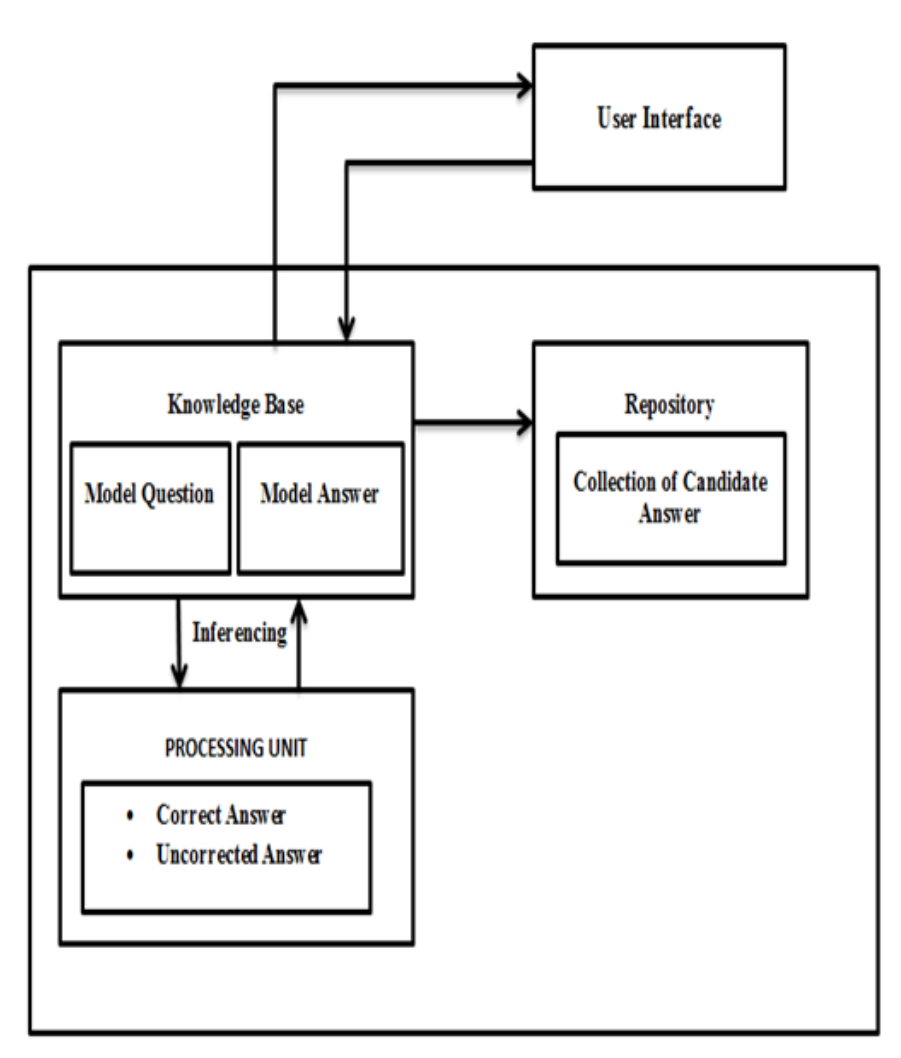 User Interface
Knowledge Base
Model Question
Model Answer
Repository
Collection of Candidate
Answer
Inferencing
PROCESSING UNIT
• Correct Answer
• Uncorrected Answer